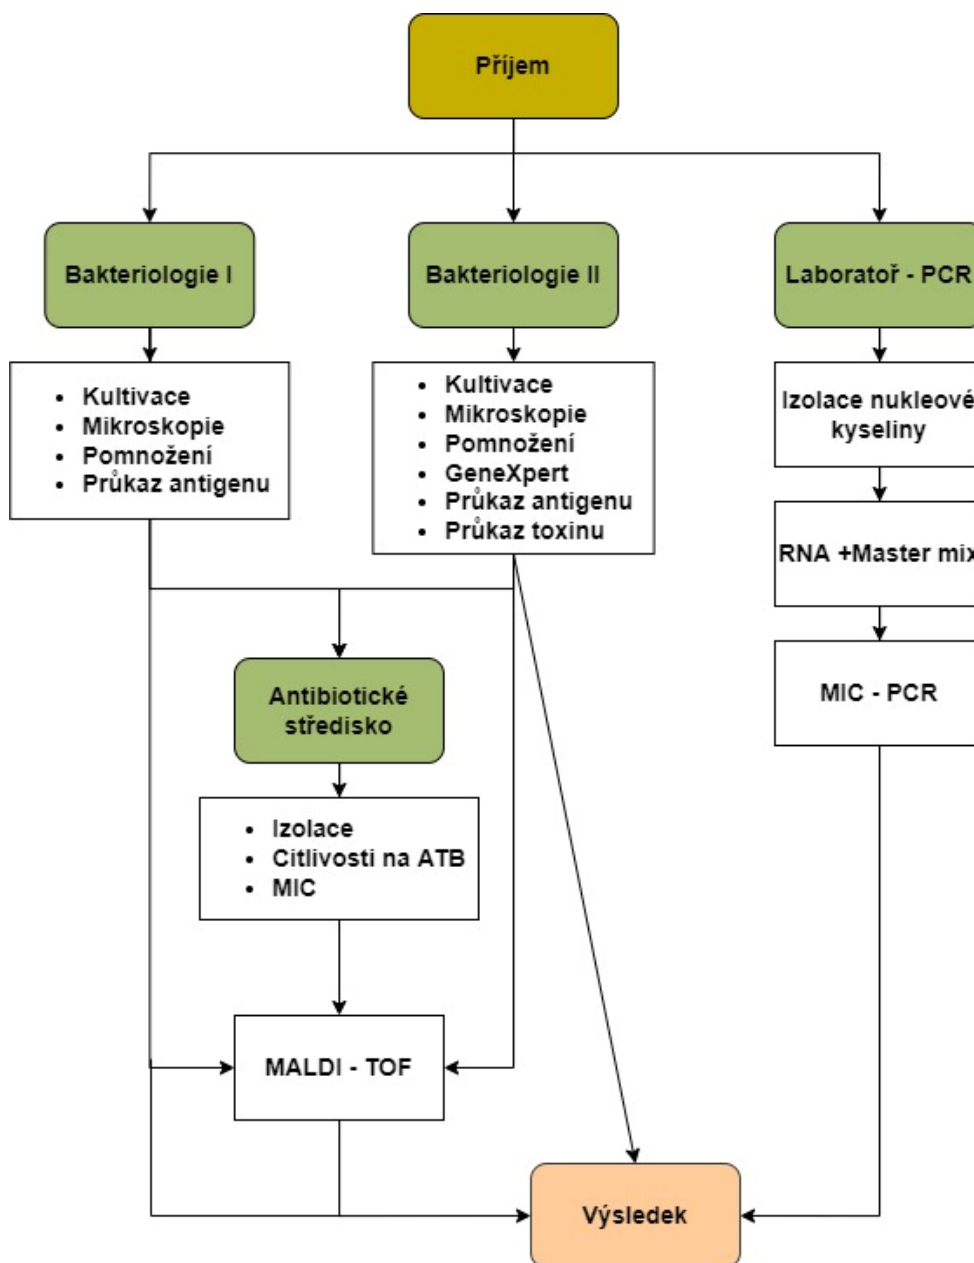 Příjem
Bakteriologie I
Bakteriologie II
Laboratoř - PCR
• Kultivace
• Mikroskopie
• Pomnožení
• Průkaz antigenu
• Kultivace
• Mikroskopie
• Pomnožení
• GeneXpert
• Průkaz antigenu
• Průkaz toxinu
Izolace nukleové
kyseliny
RNA +Master mix
MIC - PCR
Antibiotické
středisko
• Izolace
• Citlivosti na ATB
• MIC
MALDI - TOF
Výsledek